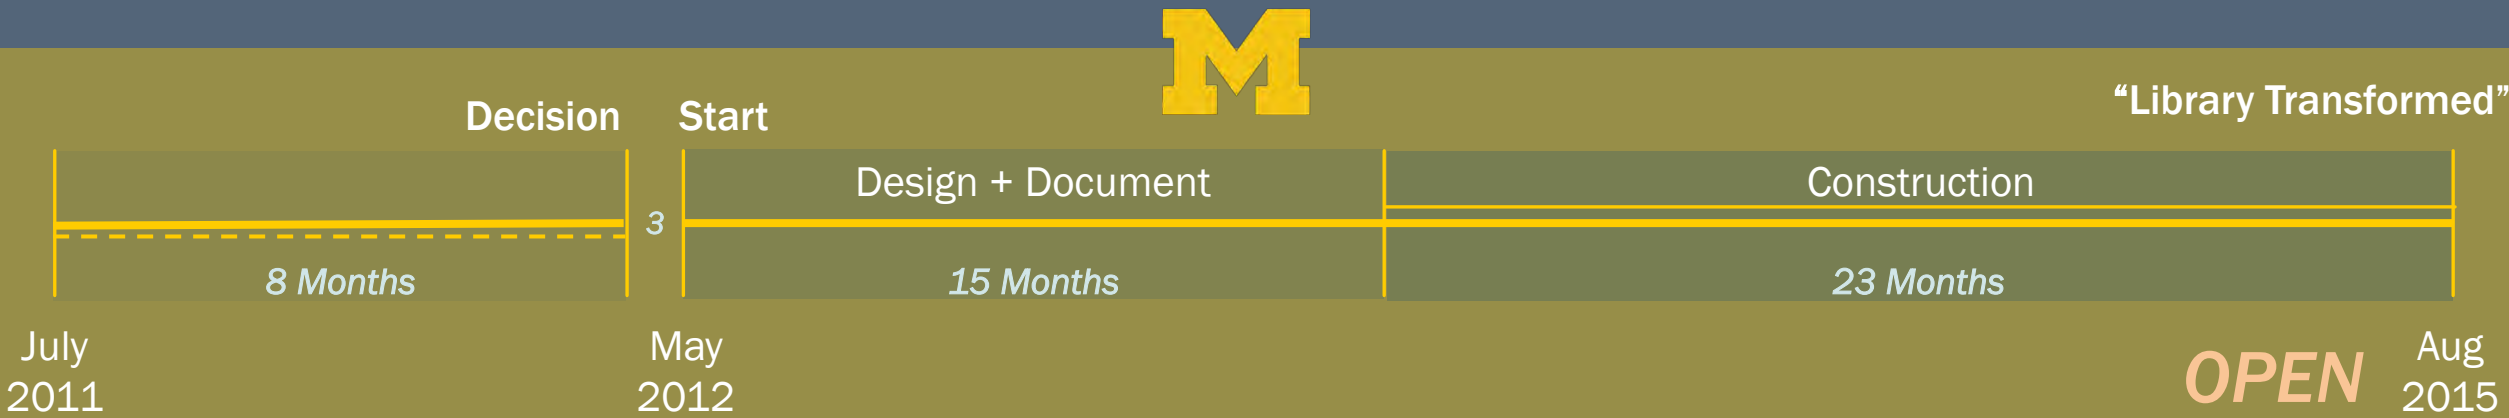 M
Decision Start "Library Transformed"
Design + Document Construction
3
8 Months 15 Months 23 Months
July May Aug
2011 2012 OPEN 2015